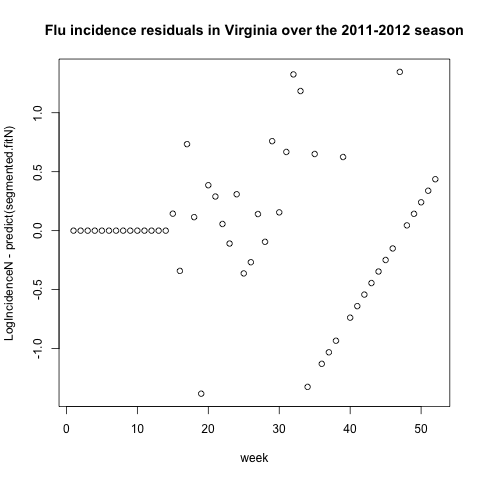 Flu incidence residuals in Virginia over the 2011-2012 season
LogIncidenceN - predict(segmented.fitN)
1.0
0.5
0.0
-0.5
-1.0
0 10 20 30 40 50
week